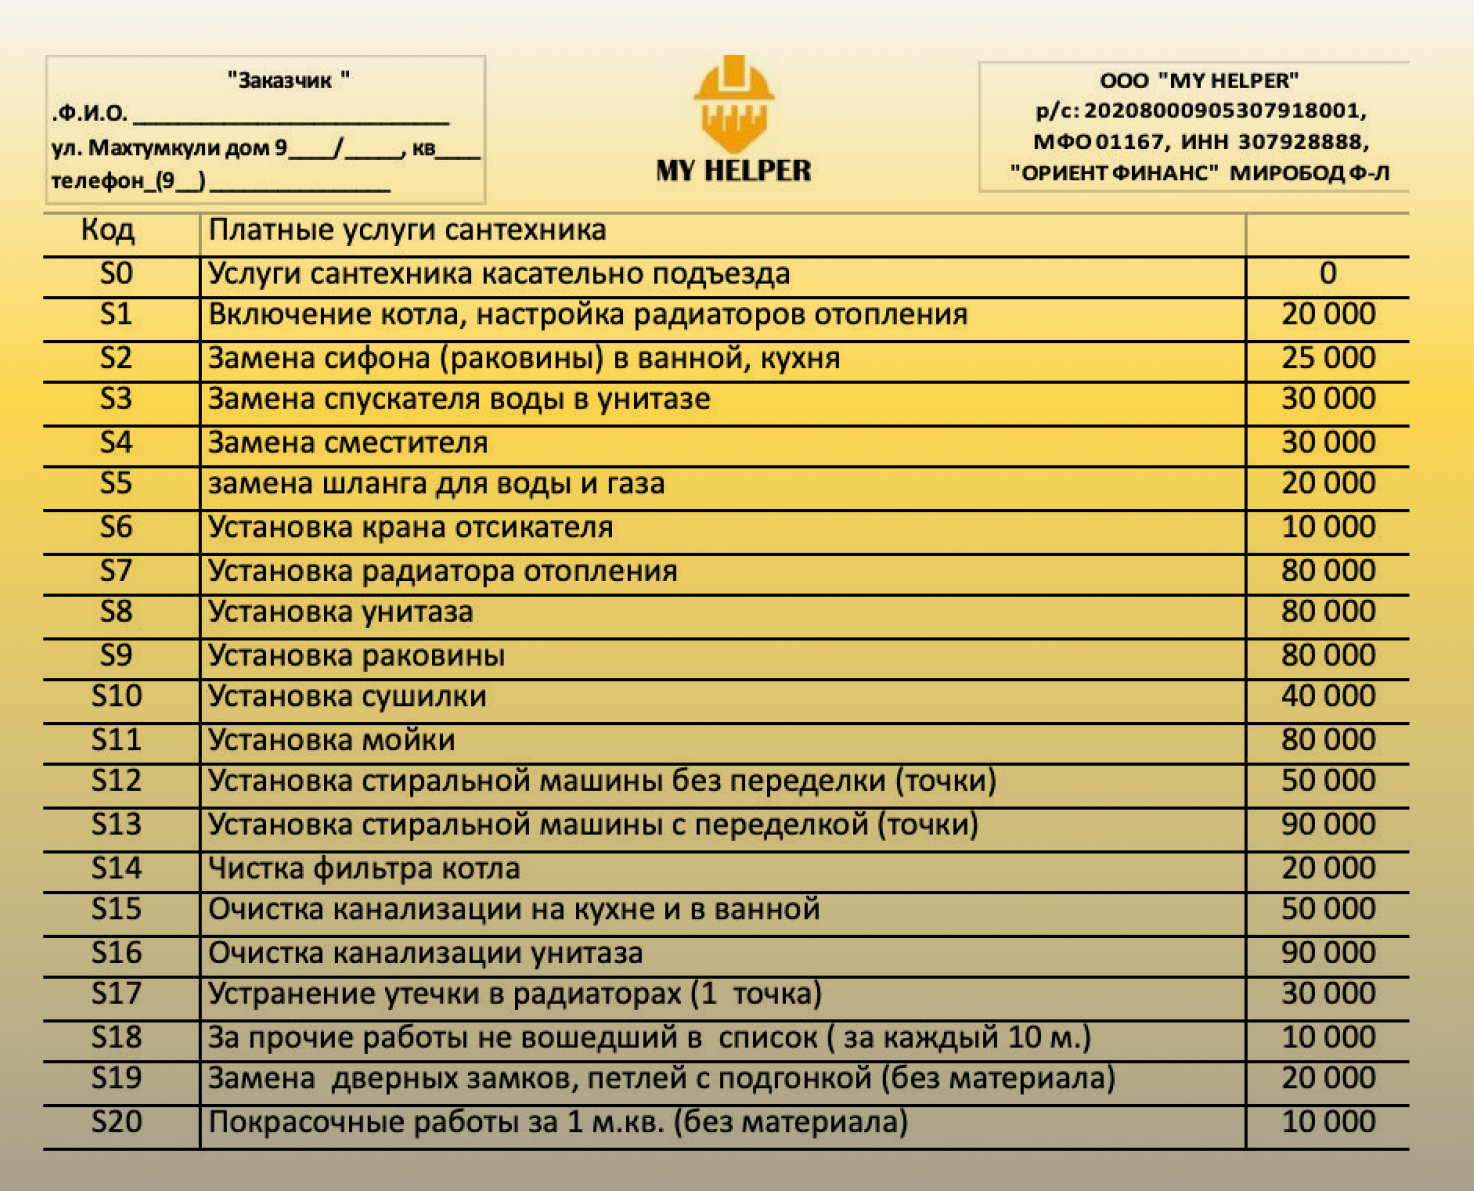 "Заказчик "
.Ф.И.О. __________________________
ул. Махтумкули дом 9____/_____, кв____
телефон_(9__)________________
MY HELPER
ООО "MY HELPER"
р/с: 20208000905307918001,
МФО 01167, ИНН 307928888,
"ОРИЕНТ ФИНАНС" МИРОБОД Ф-Л
Код Платные услуги сантехника
S0 Услуги сантехника касательно подъезда 0
S1 Включение котла, настройка радиаторов отопления 20 000
S2 Замена сифона (раковины) в ванной, кухня 25 000
S3 Замена спускателя воды в унитазе 30 000
S4 Замена сместителя 30 000
S5 замена шланга для воды и газа 20 000
S6 Установка крана отсикателя 10 000
S7 Установка радиатора отопления 80 000
S8 Установка унитаза 80 000
S9 Установка раковины 80 000
S10 Установка сушилки 40 000
S11 Установка мойки 80 000
S12 Установка стиральной машины без переделки (точки) 50 000
S13 Установка стиральной машины с переделкой (точки) 90 000
S14 Чистка фильтра котла 20 000
S15 Очистка канализации на кухне и в ванной 50 000
S16 Очистка канализации унитаза 90 000
S17 Устранение утечки в радиаторах (1 точка) 30 000
S18 За прочие работы не вошедший в список ( за каждый 10 м.) 10 000
S19 Замена дверных замков, петлей с подгонкой (без материала) 20 000
S20 Покрасочные работы за 1 м.кв. (без материала) 10 000